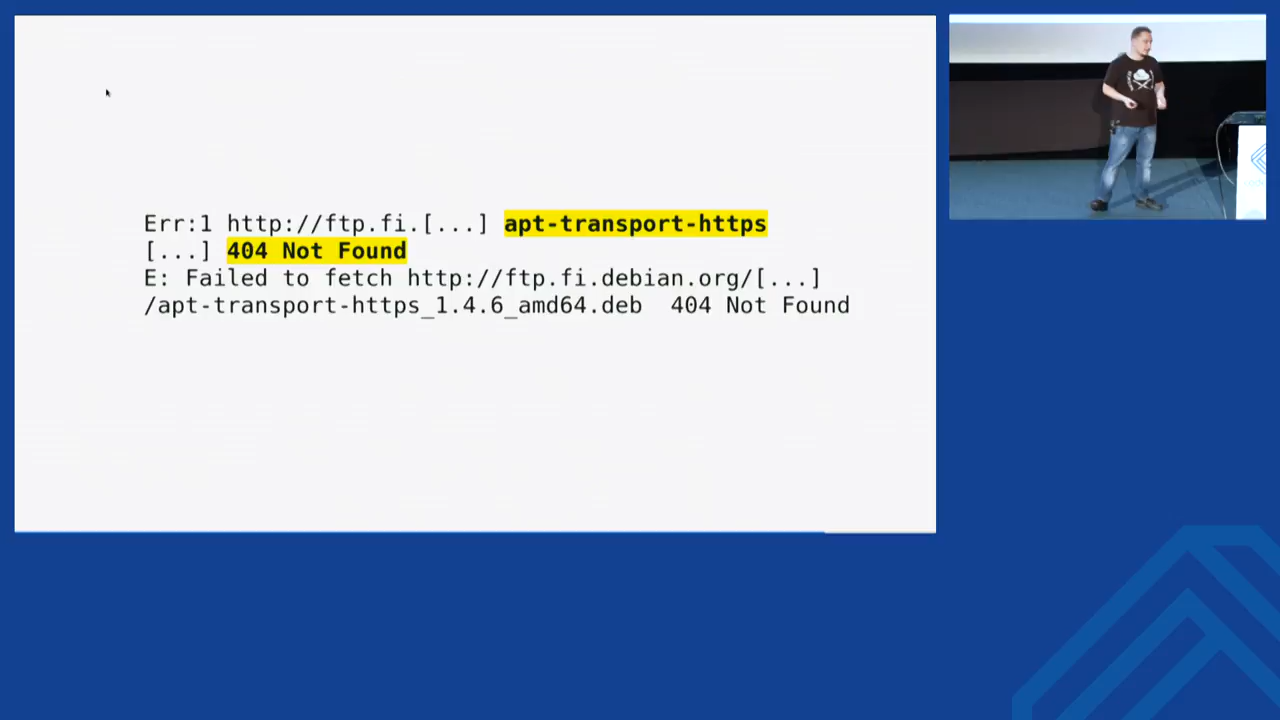 Err:1 http://ftp.fi.[...] apt-transport-https
[...] 404 Not Found
E: Failed to fetch http://ftp.fi.debian.org/[...]
/apt-transport-https_1.4.6_amd64.deb  404 Not Found